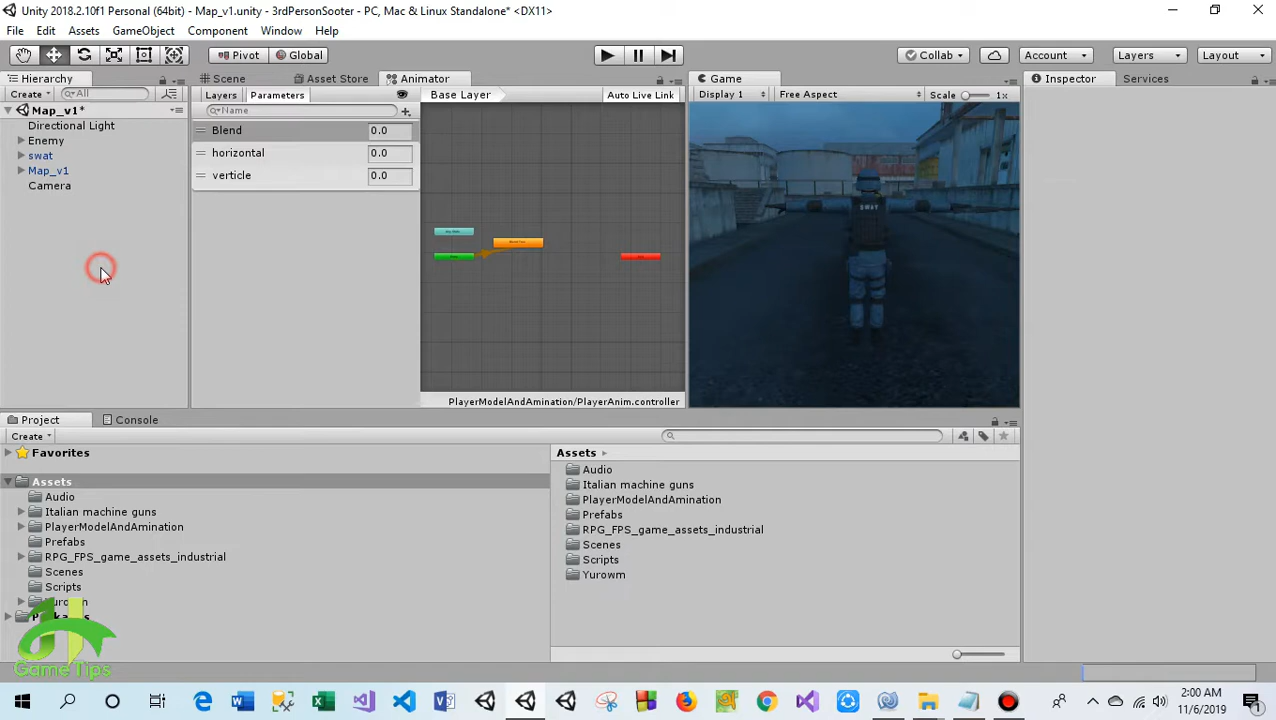 Unity 2018.2.10f1 Personal (64bit) - Map_v1.unity - 3rdPersonSooter - PC, Mac & Linux Standalone* <DX11>
File Edit Assets GameObject Component Window Help
Pivot Global Collab Account Layers Layout
Hierarchy Scene Asset Store Animator Game Inspector Services
Create All Layers Parameters Base Layer Auto Live Link Display 1 Free Aspect Scale 1x
Map_v1*
Name
Directional Light
Blend 0.0
Enemy
horizontal 0.0
swat
Map_v1
verticle 0.0
Camera
SWAT
PlayerModelAndAmination/PlayerAnim.controller
Project Console
Create
Favorites
Assets
Assets
Audio
Italian machine guns
PlayerModelAndAmination
Prefabs
RPG_FPS_game_assets_industrial
Scenes
Scripts
Audio
Italian machine guns
PlayerModelAndAmination
Prefabs
RPG_FPS_game_assets_industrial
Scenes
Scripts
Yurowm
Game Tips
2:00 AM
11/6/2019
1